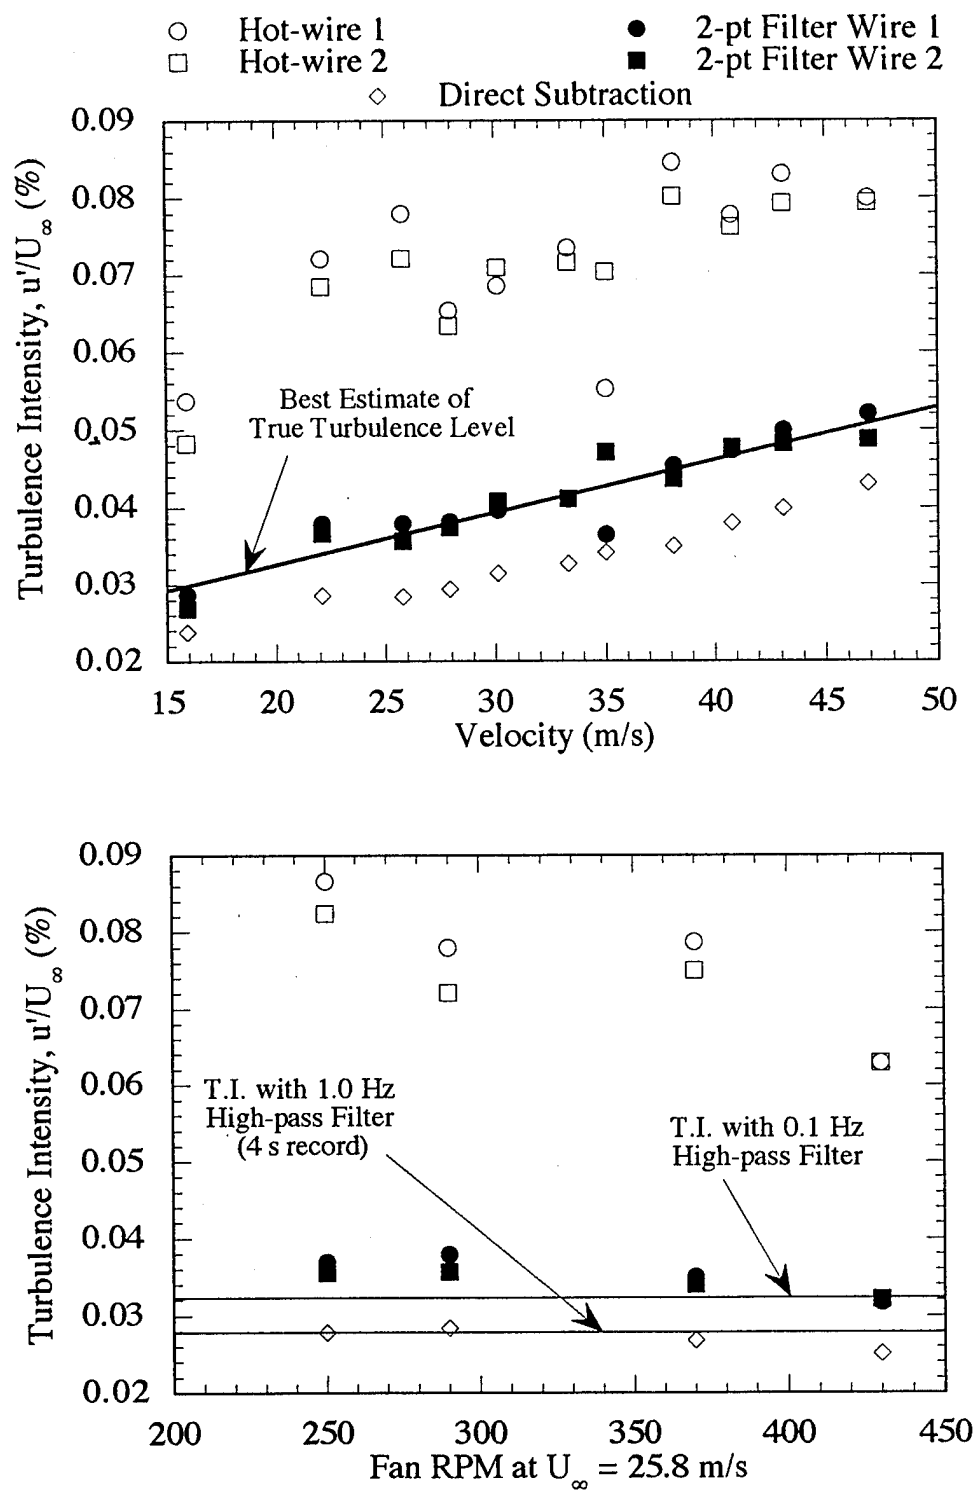 Hot-wire 1
2-pt Filter Wire 1
Hot-wire 2
2-pt Filter Wire 2
Direct Subtraction
Turbulence Intensity, u'/U∞ (%)
0.09
0.08
0.07
0.06
0.05
0.04
0.03
0.02
Best Estimate of
True Turbulence Level
15 20 25 30 35 40 45 50
Velocity (m/s)
Turbulence Intensity, u'/U∞ (%)
0.09
0.08
0.07
0.06
0.05
0.04
0.03
0.02
T.I. with 1.0 Hz
High-pass Filter
(4 s record)
T.I. with 0.1 Hz
High-pass Filter
200 250 300 350 400 450
Fan RPM at U∞ = 25.8 m/s